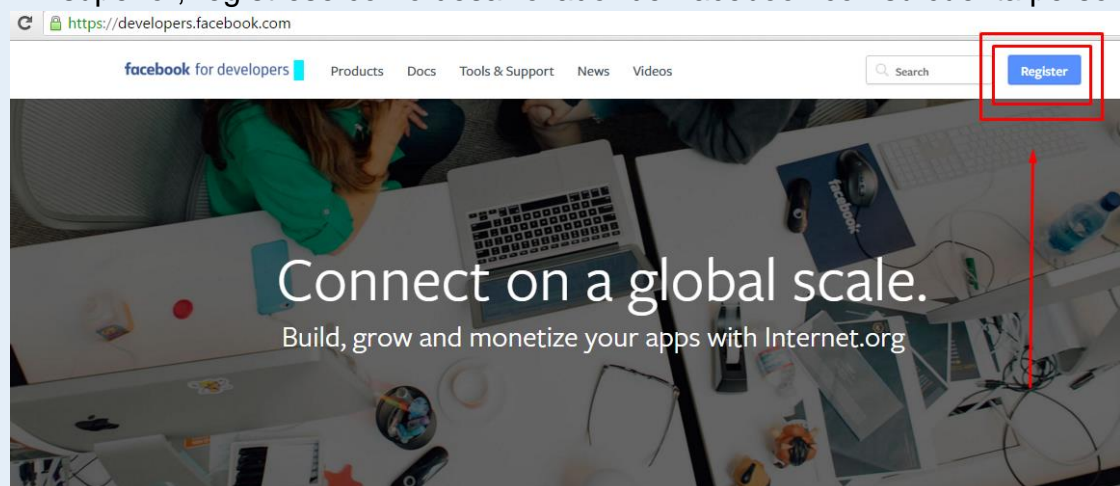 https://developers.facebook.com
facebook for developers Products Docs Tools & Support News Videos Search Register
facebook
Connect on a global scale.
Build, grow and monetize your apps with Internet.org